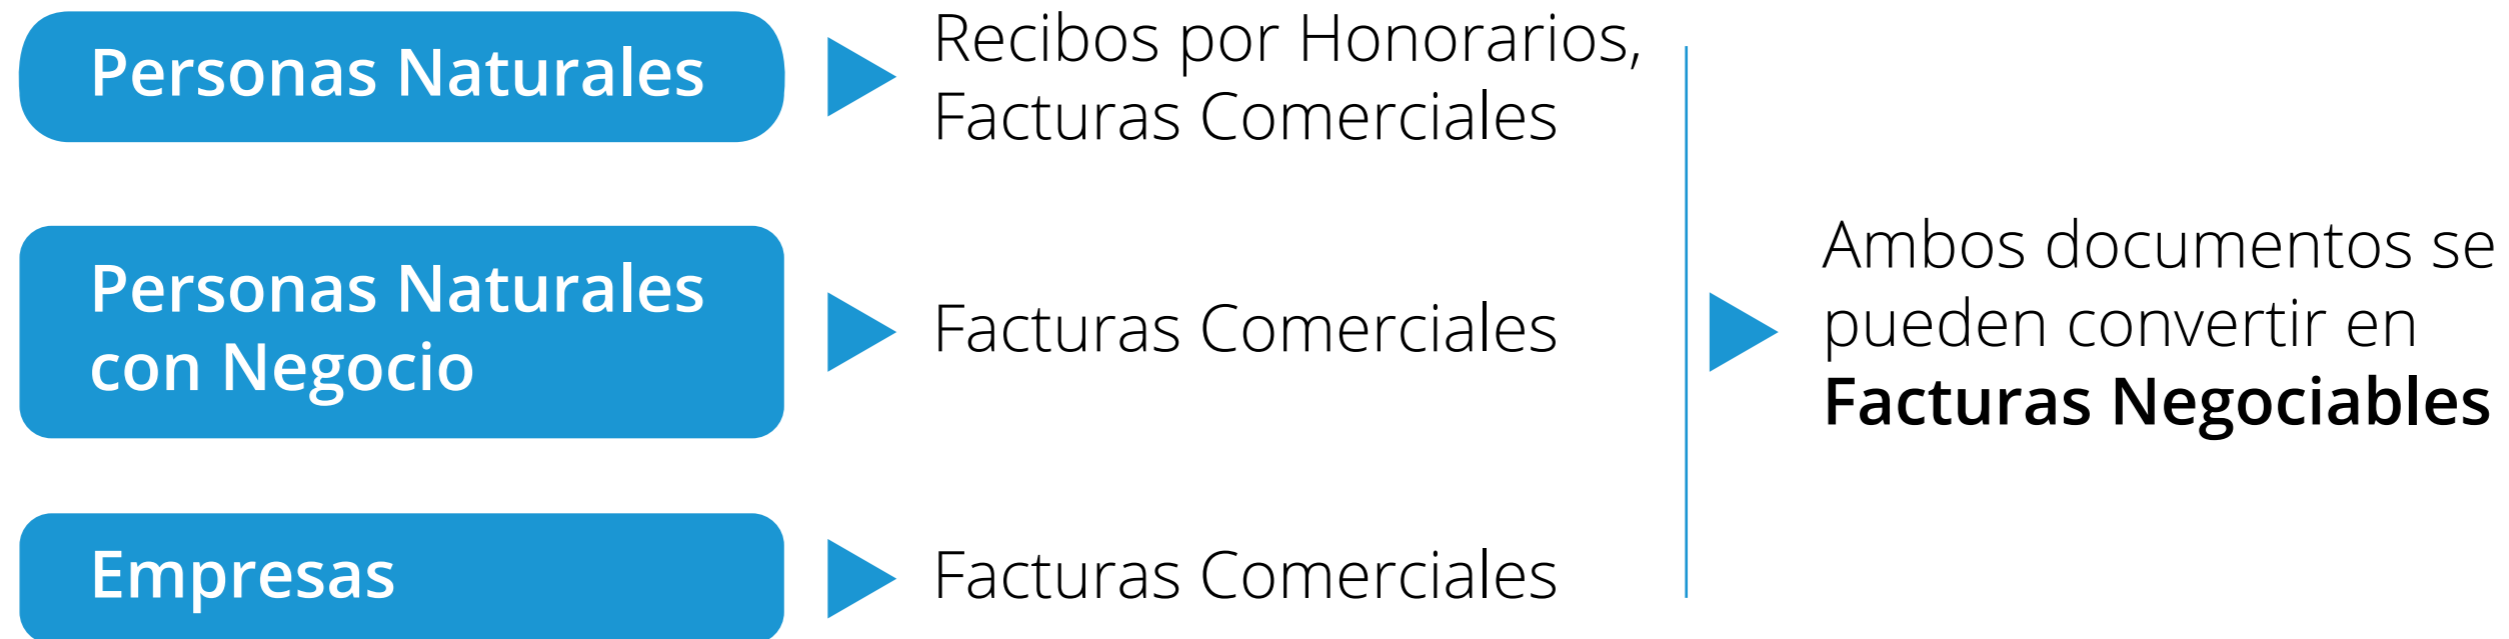 Personas Naturales
Recibos por Honorarios,
Facturas Comerciales
Personas Naturales
con Negocio
Facturas Comerciales
Empresas
Facturas Comerciales
Ambos documentos se
pueden convertir en
Facturas Negociables